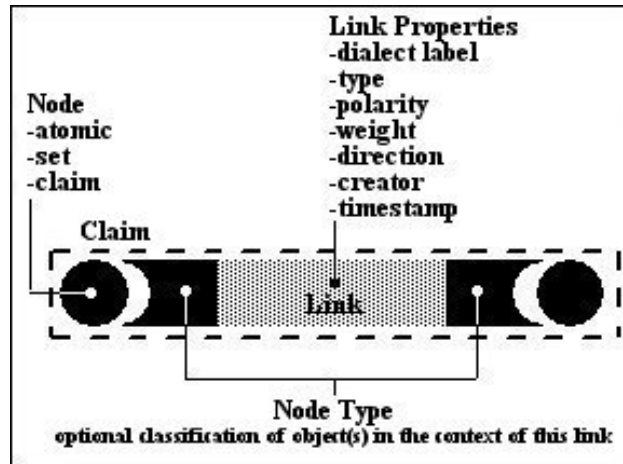 Link Properties
-dialect label
-type
-polarity
-weight
-direction
-creator
-timestamp
Node
-atomic
-set
-claim
Claim
Link
Node Type
optional classification of object(s) in the context of this link